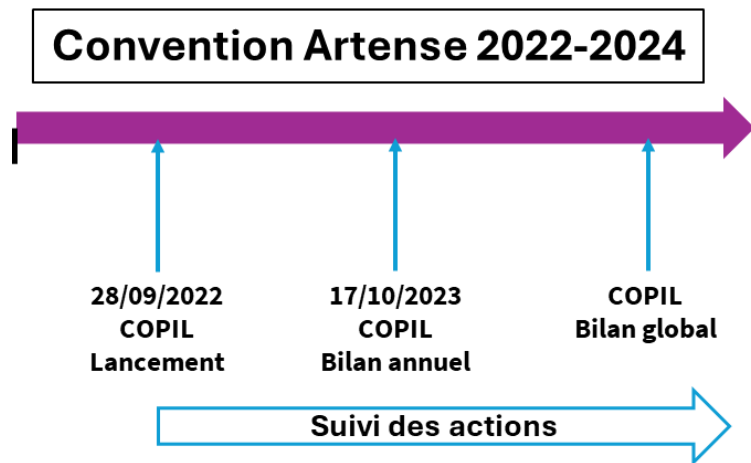 Convention Artense 2022-2024
28/09/2022
COPIL
Lancement
17/10/2023
COPIL
Bilan annuel
COPIL
Bilan global
Suivi des actions